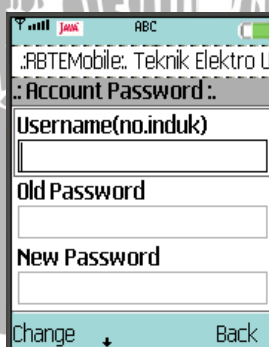 Java ABC
.:RBTEMobile:. Teknik Elektro U
.: Account Password :.
Username(no.induk)
Old Password
New Password
Change Back